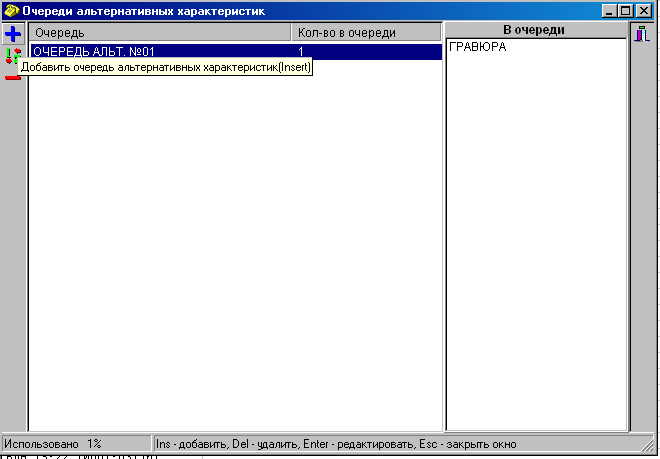 Очереди альтернативных характеристик
Очередь Кол-во в очереди В очереди
ОЧЕРЕДЬ АЛЬТ. №01 1 ГРАВЮРА
Добавить очередь альтернативных характеристик(Insert)
Использовано 1% Ins - добавить, Del - удалить, Enter - редактировать, Esc - закрыть окно